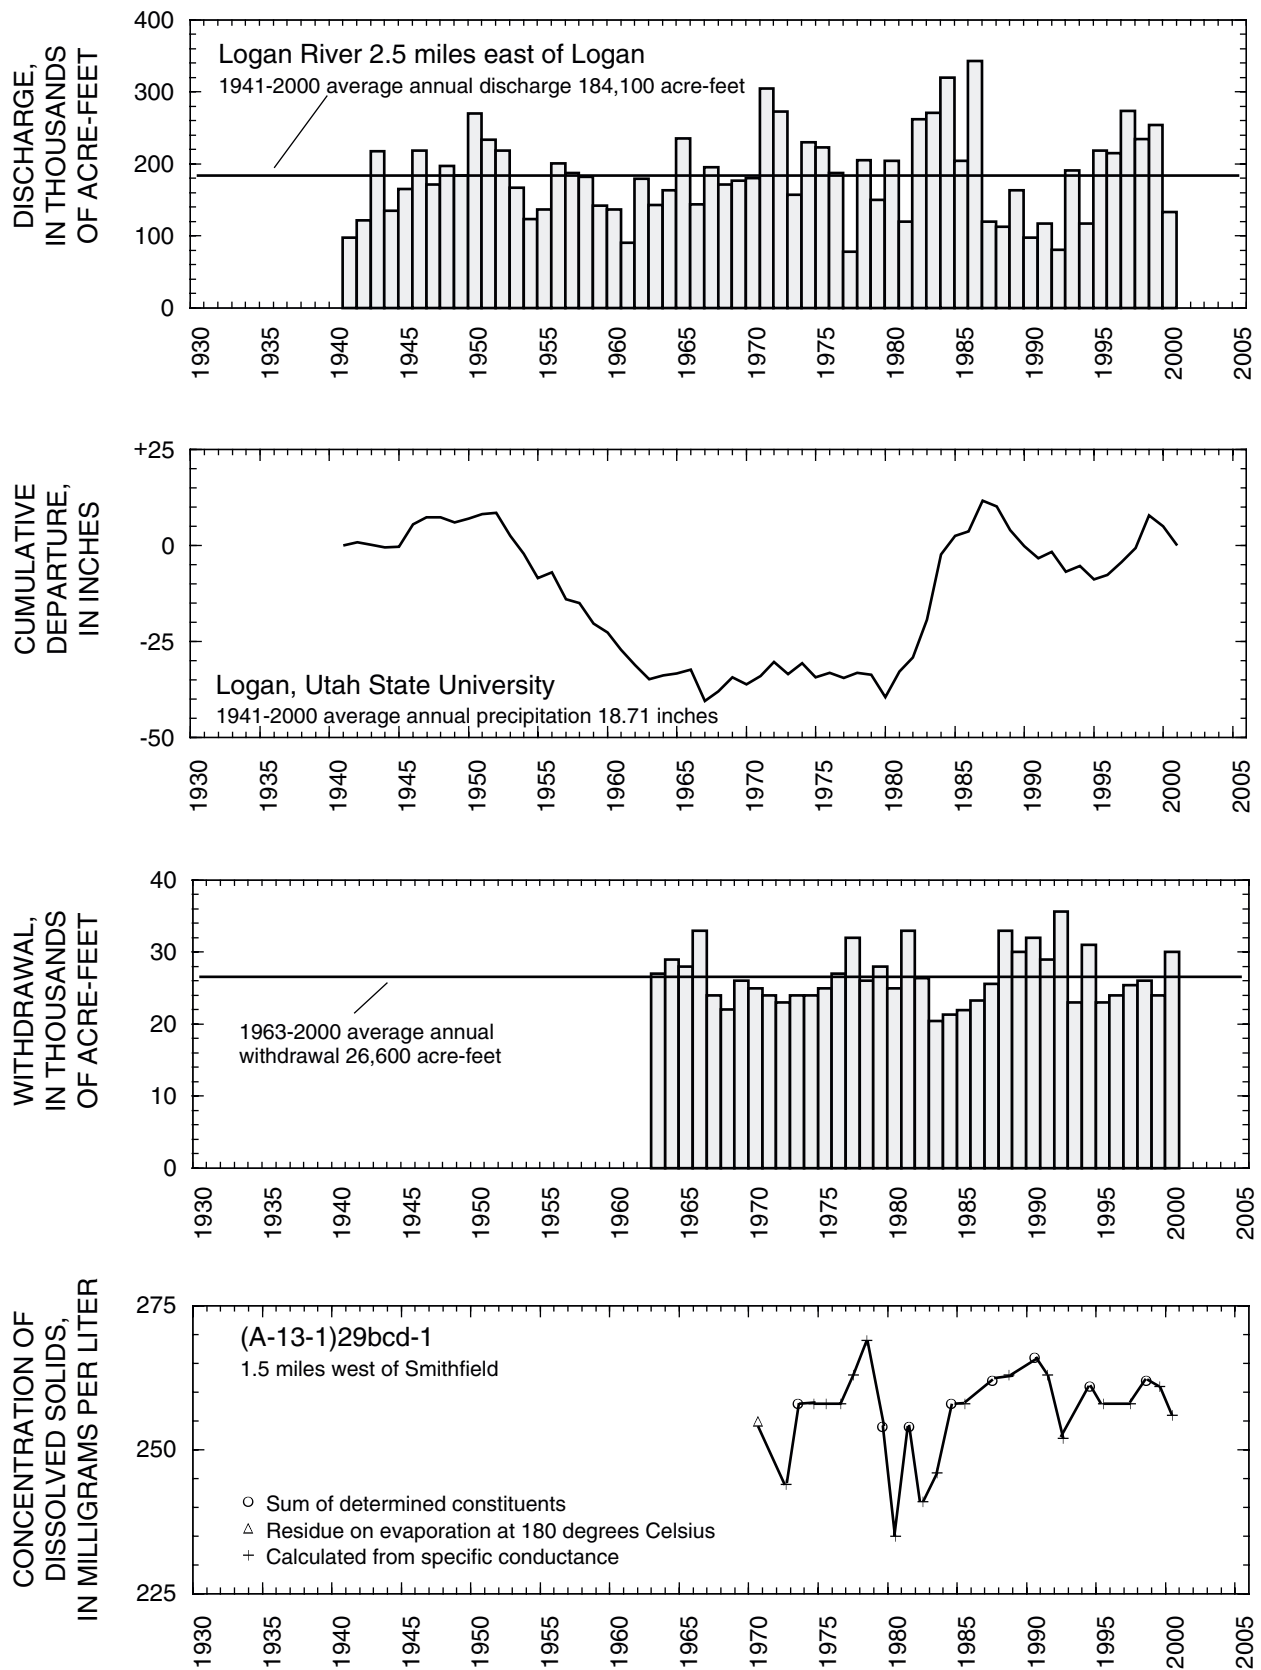 DISCHARGE,
IN THOUSANDS
OF ACRE-FEET
400
300
200
100
0
Logan River 2.5 miles east of Logan
1941-2000 average annual discharge 184,100 acre-feet
1930 1935 1940 1945 1950 1955 1960 1965 1970 1975 1980 1985 1990 1995 2000 2005
CUMULATIVE
DEPARTURE,
IN INCHES
+25
0
-25
-50
Logan, Utah State University
1941-2000 average annual precipitation 18.71 inches
1930 1935 1940 1945 1950 1955 1960 1965 1970 1975 1980 1985 1990 1995 2000 2005
WITHDRAWAL,
IN THOUSANDS
OF ACRE-FEET
40
30
20
10
0
1963-2000 average annual
withdrawal 26,600 acre-feet
1930 1935 1940 1945 1950 1955 1960 1965 1970 1975 1980 1985 1990 1995 2000 2005
CONCENTRATION OF
DISSOLVED SOLIDS,
IN MILLIGRAMS PER LITER
275
250
225
(A-13-1)29bcd-1
1.5 miles west of Smithfield
Sum of determined constituents
Residue on evaporation at 180 degrees Celsius
Calculated from specific conductance
1930 1935 1940 1945 1950 1955 1960 1965 1970 1975 1980 1985 1990 1995 2000 2005